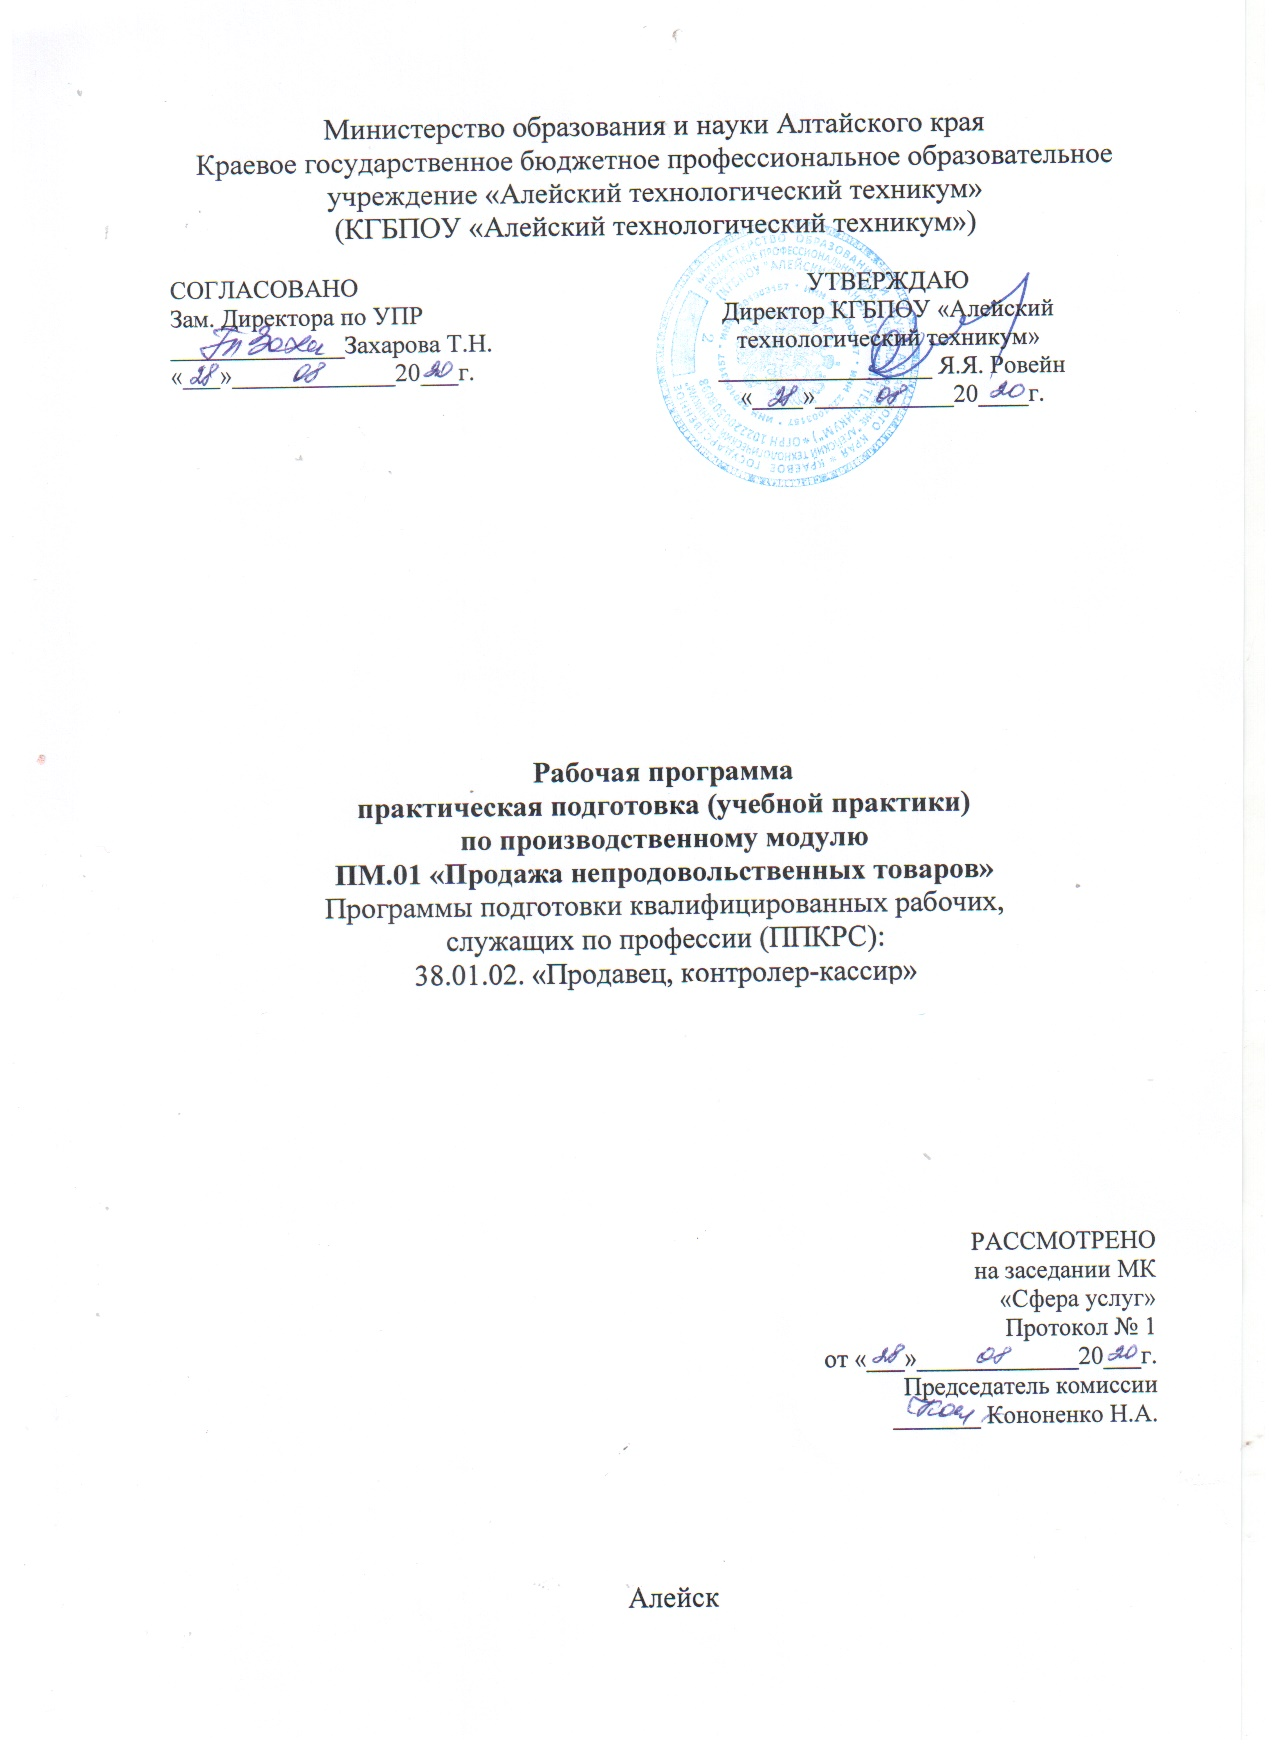 Министерство образования и науки Алтайского края
Краевое государственное бюджетное профессиональное образовательное
учреждение «Алейский технологический техникум»
(КГБПОУ «Алейский технологический техникум»)
СОГЛАСОВАНО
Зам. Директора по УПР
Захарова Т.Н.
«28» 08 2020г.
УТВЕРЖДАЮ
Директор КГБПОУ «Алейский
технологический техникум»
Я.Я. Ровейн
«28» 08 2020г.
Рабочая программа
практическая подготовка (учебной практики)
по производственному модулю
ПМ.01 «Продажа непродовольственных товаров»
Программы подготовки квалифицированных рабочих,
служащих по профессии (ППКРС):
38.01.02. «Продавец, контролер-кассир»
РАССМОТРЕНО
на заседании МК
«Сфера услуг»
Протокол № 1
от «28» 08 2020г.
Председатель комиссии
Кононенко Н.А.
Алейск